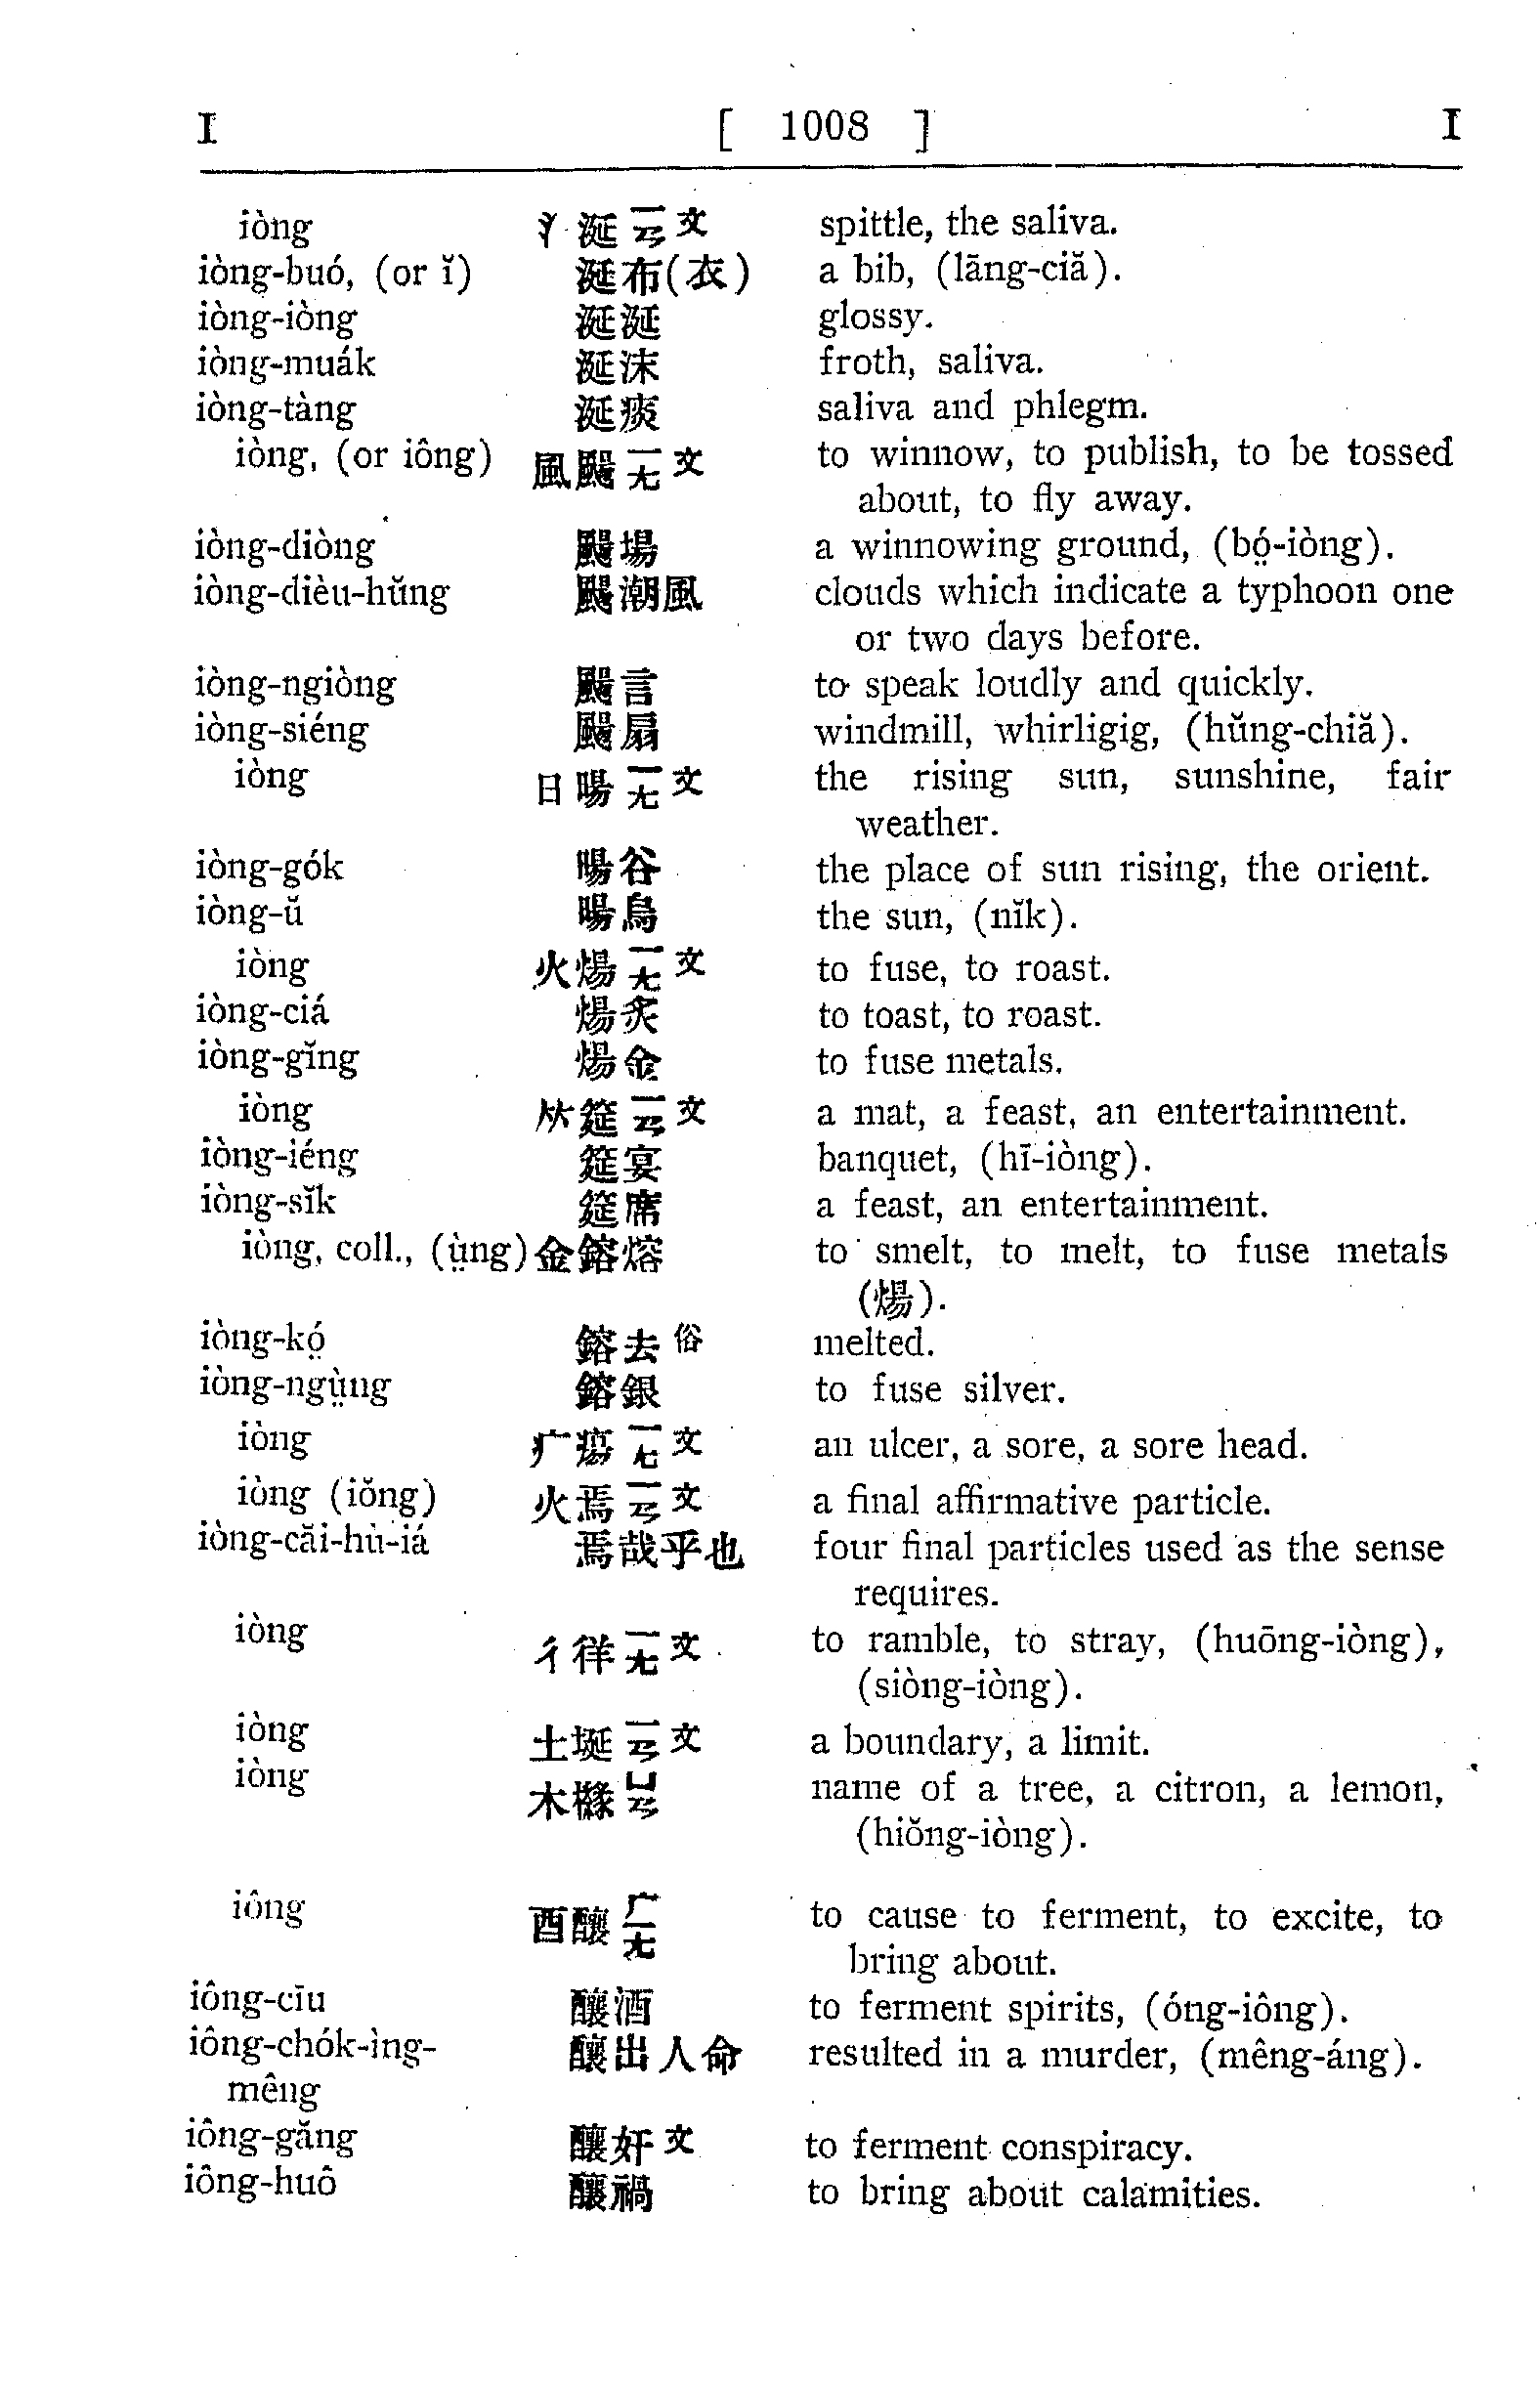 I [ 1008 ] I
iòng 氵涎ㄧㄢ文 spittle, the saliva.
iòng-buó, (or ĭ) 涎布(衣) a bib, (lāng-ciă).
iòng-iòng 涎涎 glossy.
iòng-muák 涎沫 froth, saliva.
iòng-tàng 涎痰 saliva and phlegm.
iòng, (or iông) 風颺ㄧㄤ文 to winnow, to publish, to be tossed
about, to fly away.
iòng-diòng 颺場 a winnowing ground, (bó̤-iòng).
iòng-dièu-hŭng 颺潮風 clouds which indicate a typhoon one
or two days before.
iòng-ngiòng 颺言 to speak loudly and quickly.
iòng-siéng 颺扇 windmill, whirligig, (hŭng-chiă).
iòng 日暘ㄧㄤ文 the rising sun, sunshine, fair
weather.
iòng-gók 暘谷 the place of sun rising, the orient.
iòng-ŭ 暘烏 the sun, (nĭk).
iòng 火煬ㄧㄤ文 to fuse, to roast.
iòng-ciá 煬炙 to toast, to roast.
iòng-gĭng 煬金 to fuse metals.
iòng 竹筵ㄧㄢ文 a mat, a feast, an entertainment.
iòng-iéng 筵宴 banquet, (hī-iòng).
iòng-sĭk 筵席 a feast, an entertainment.
iòng, coll., (ṳ̀ng) 金鎔熔 to smelt, to melt, to fuse metals
(煬).
iòng-kó̤ 鎔去俗 melted.
iòng-ngṳ̀ng 鎔銀 to fuse silver.
iòng 疒瘍ㄧㄤ文 an ulcer, a sore, a sore head.
iòng (iŏng) 火焉ㄧㄢ文 a final affirmative particle.
iòng-căi-hù-iá 焉哉乎也 four final particles used as the sense
requires.
iòng 彳徉ㄧㄤ文 to ramble, to stray, (huōng-iòng),
(siòng-iòng).
iòng 土埏ㄧㄢ文 a boundary, a limit.
iòng 木櫞ㄩㄢ name of a tree, a citron, a lemon,
(hiŏng-iòng).
iông 酉釀ㄏㄧㄤ to cause to ferment, to excite, to
bring about.
iông-cīu 釀酒 to ferment spirits, (óng-iông).
iông-chók-ìng- 釀出人命 resulted in a murder, (mêng-áng).
mêng
iông-găng 釀奸文 to ferment conspiracy.
iông-huô 釀禍 to bring about calamities.